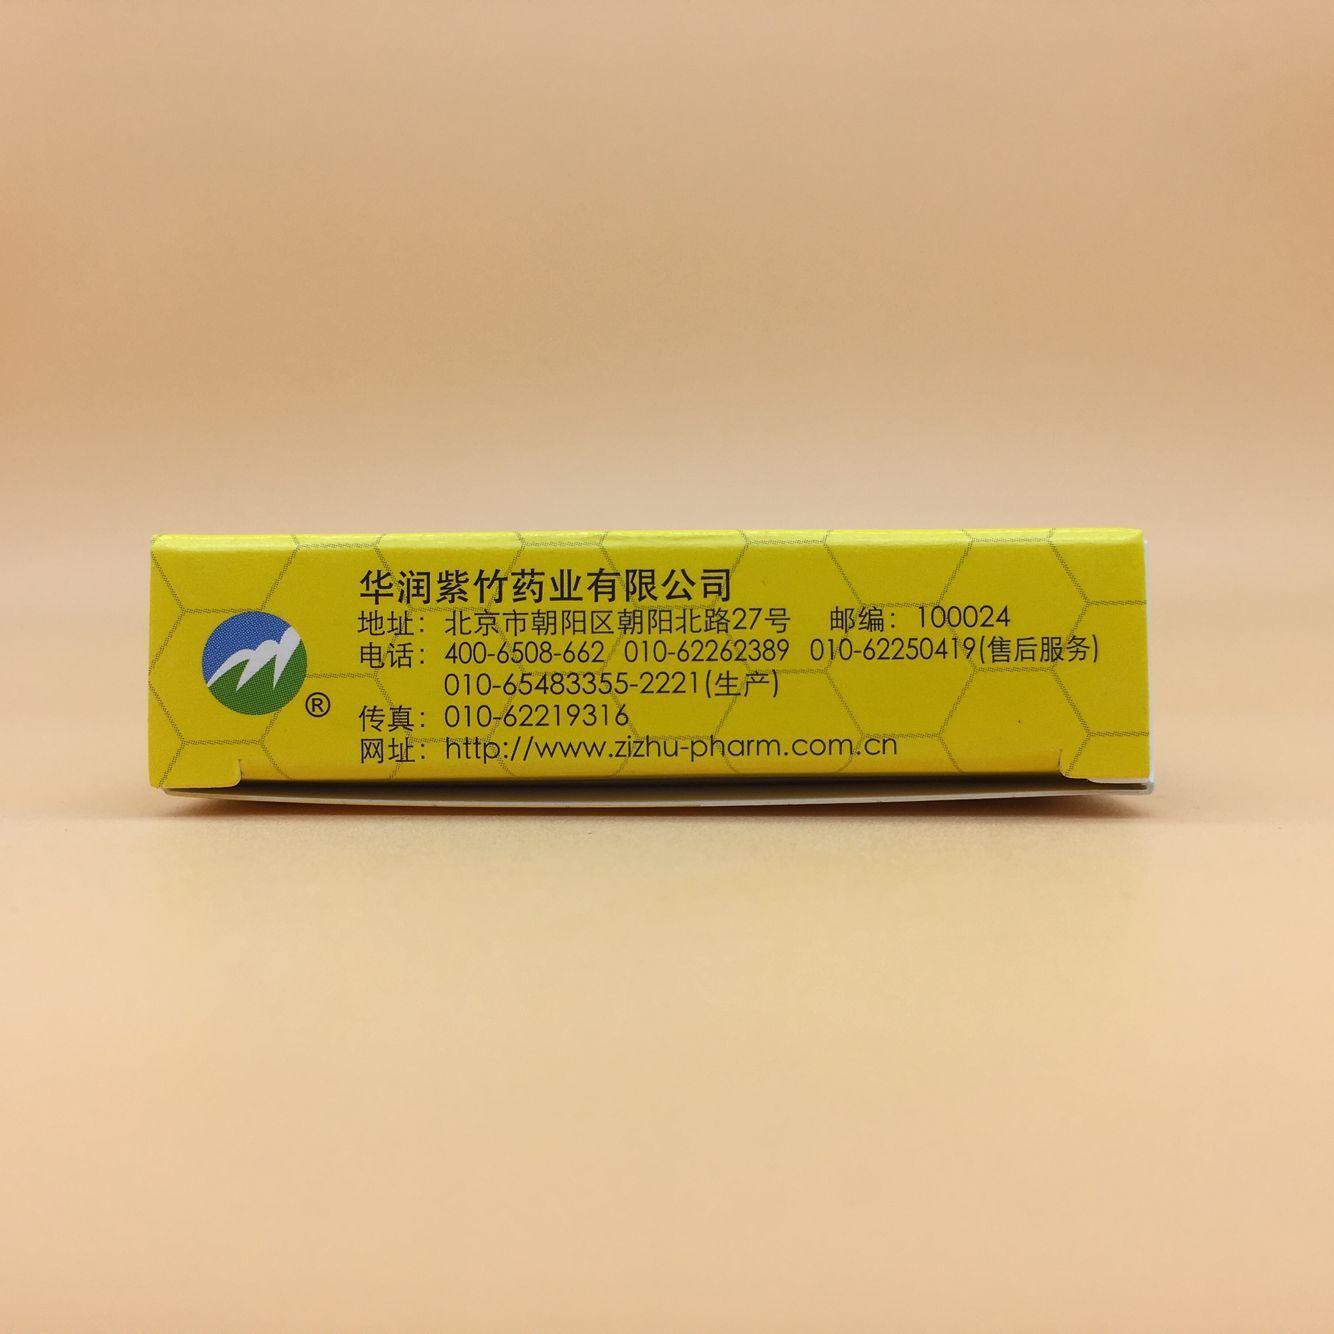 华润紫竹药业有限公司
地址：北京市朝阳区朝阳北路27号 邮编：100024
电话：400-6508-662 010-62262389 010-62250419(售后服务)
010-65483355-2221(生产)
®
传真：010-62219316
网址：http://www.zizhu-pharm.com.cn